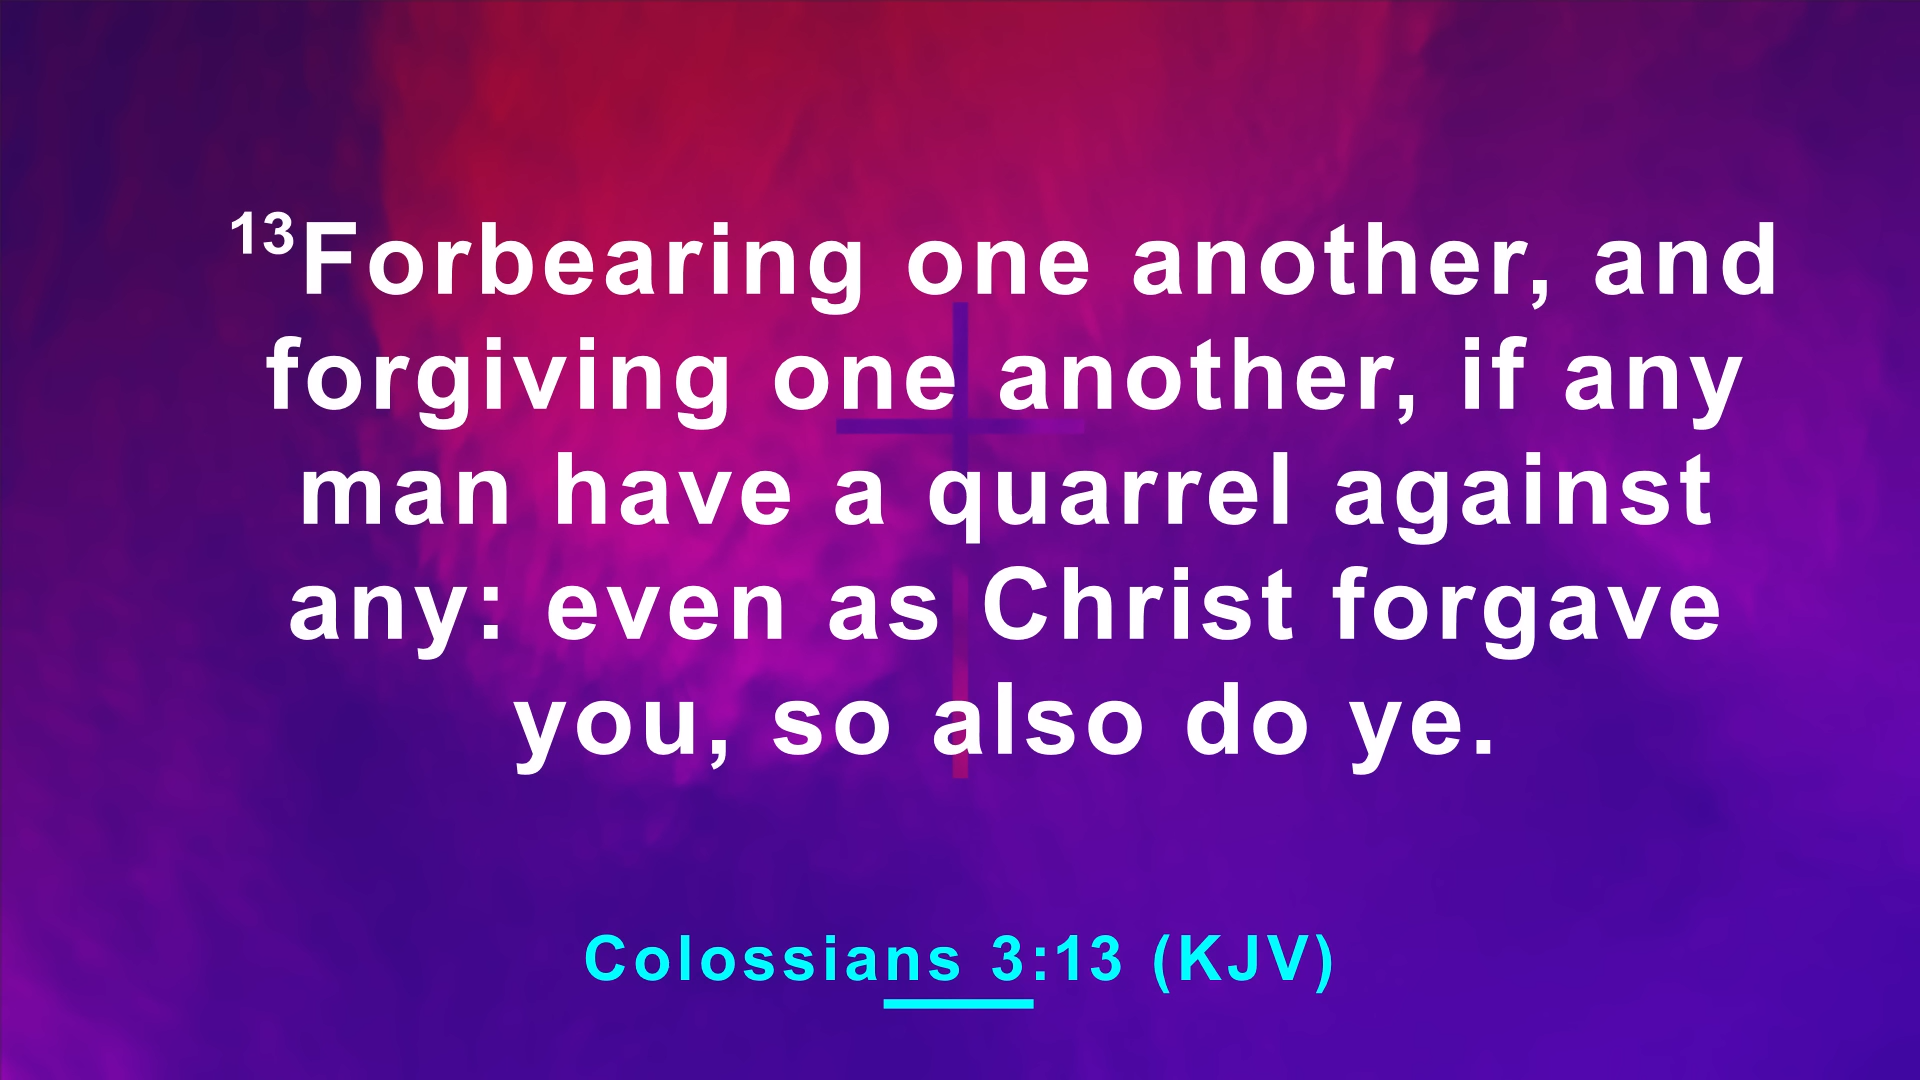 13Forbearing one another, and
forgiving one another, if any
man have a quarrel against
any: even as Christ forgave
you, so also do ye.
Colossians 3:13 (KJV)